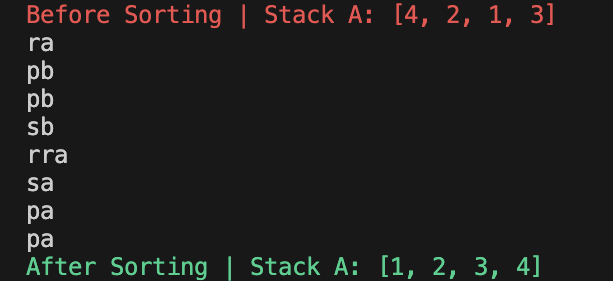 Before Sorting | Stack A: [4, 2, 1, 3]
ra
pb
pb
sb
rra
sa
pa
pa
After Sorting | Stack A: [1, 2, 3, 4]